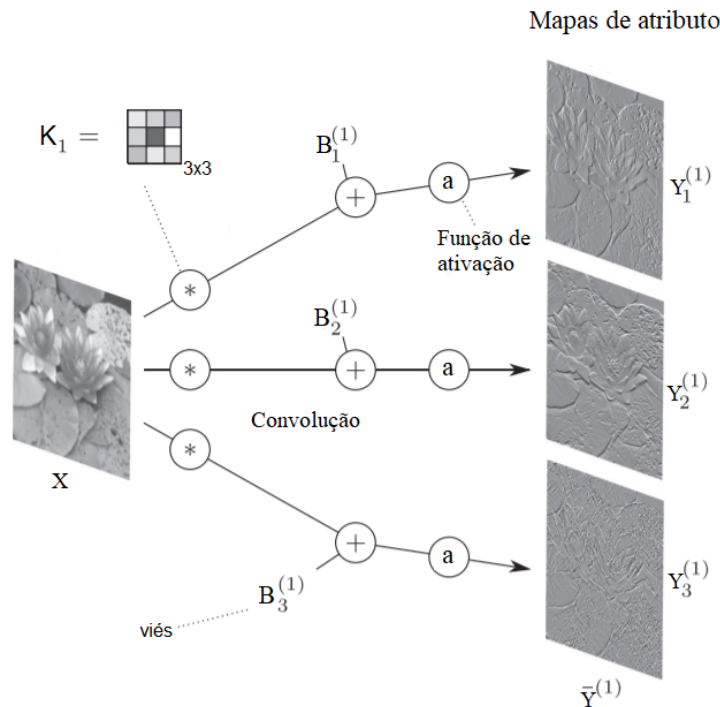 Mapas de atributo
K₁ =
3x3
B₁⁽¹⁾
+
a
Y₁⁽¹⁾
Função de
ativação
*
B₂⁽¹⁾
*
+
a
Y₂⁽¹⁾
Convolução
*
X
+
a
Y₃⁽¹⁾
B₃⁽¹⁾
viés
Ȳ⁽¹⁾